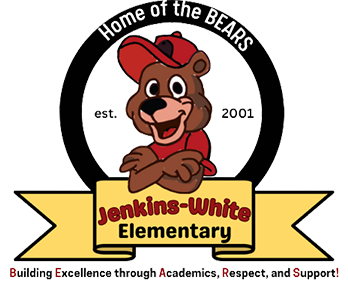 Home of the BEARS
est. 2001
Jenkins-White
Elementary
Building Excellence through Academics, Respect, and Support!